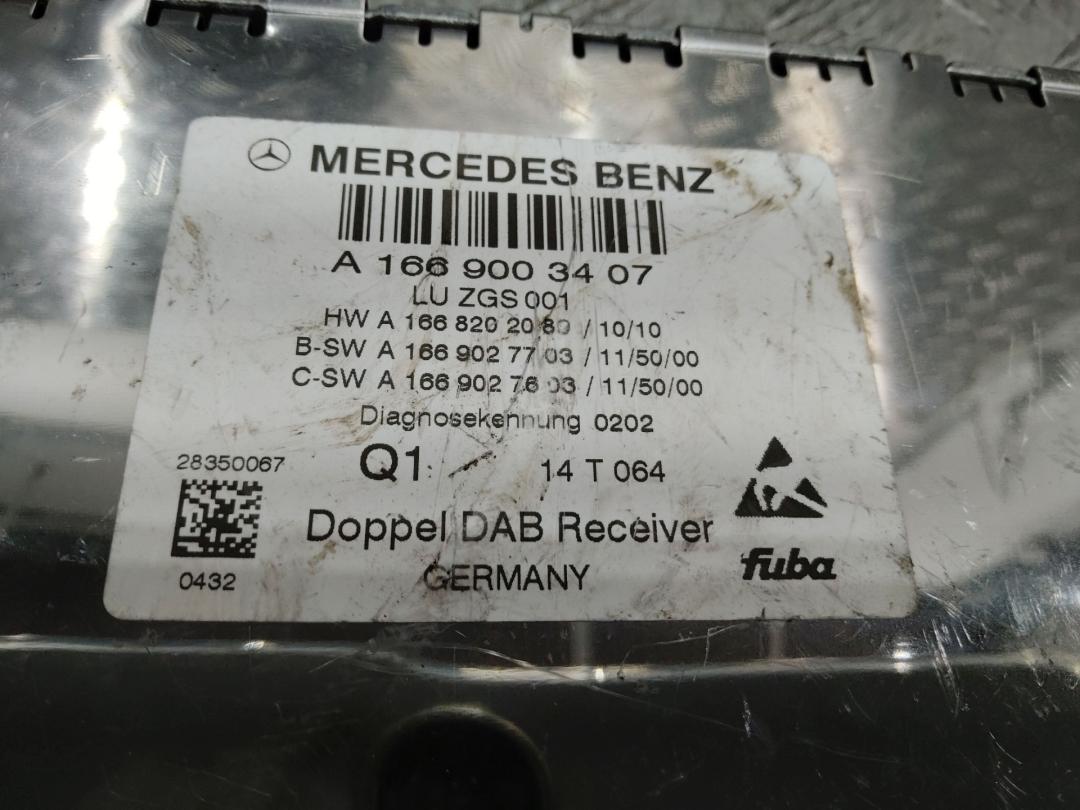 MERCEDES BENZ
A 166 900 34 07
LU ZGS 001
HW A 166 820 20 80 / 10/10
B-SW A 166 902 77 03 / 11/50/00
C-SW A 166 902 76 03 / 11/50/00
Diagnosekennung 0202
28350067
Q1
14 T 064
0432
Doppel DAB Receiver
GERMANY
fuba